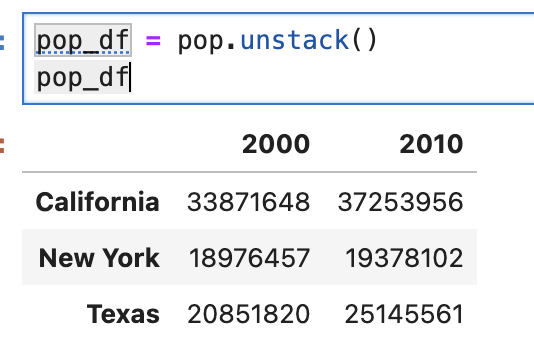 pop_df = pop.unstack()
pop_df
2000 2010
California 33871648 37253956
New York 18976457 19378102
Texas 20851820 25145561